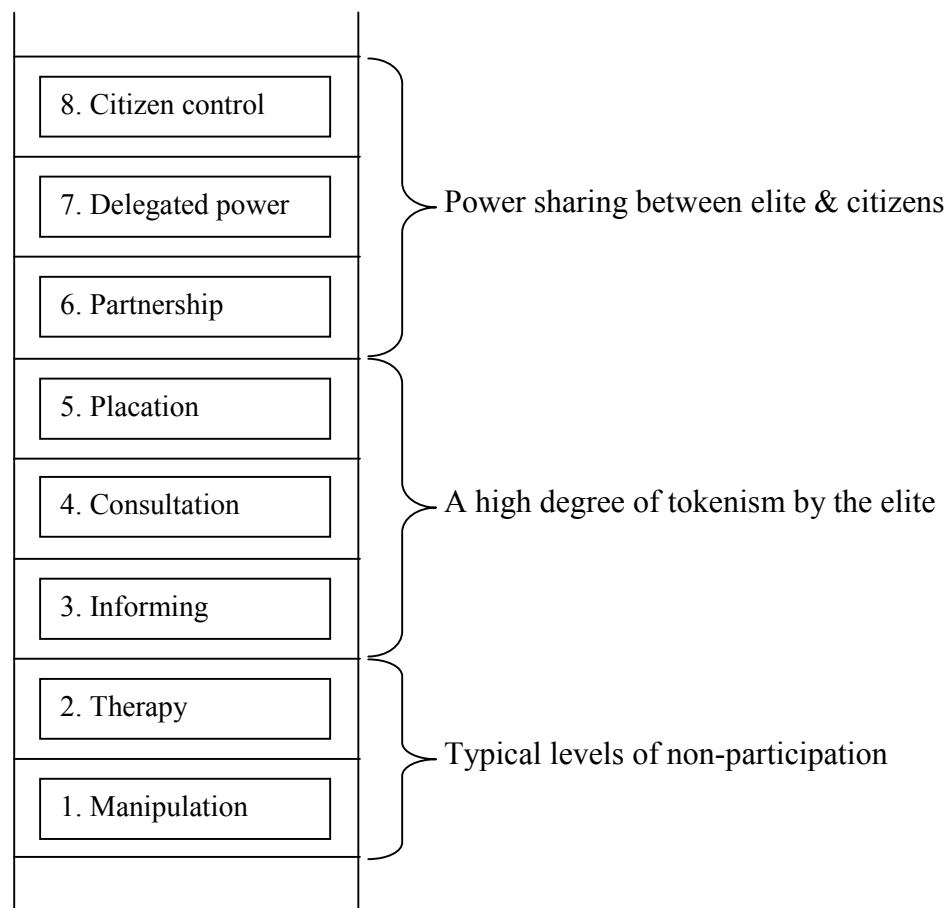 8. Citizen control
7. Delegated power
Power sharing between elite & citizens
6. Partnership
5. Placation
4. Consultation
A high degree of tokenism by the elite
3. Informing
2. Therapy
Typical levels of non-participation
1. Manipulation